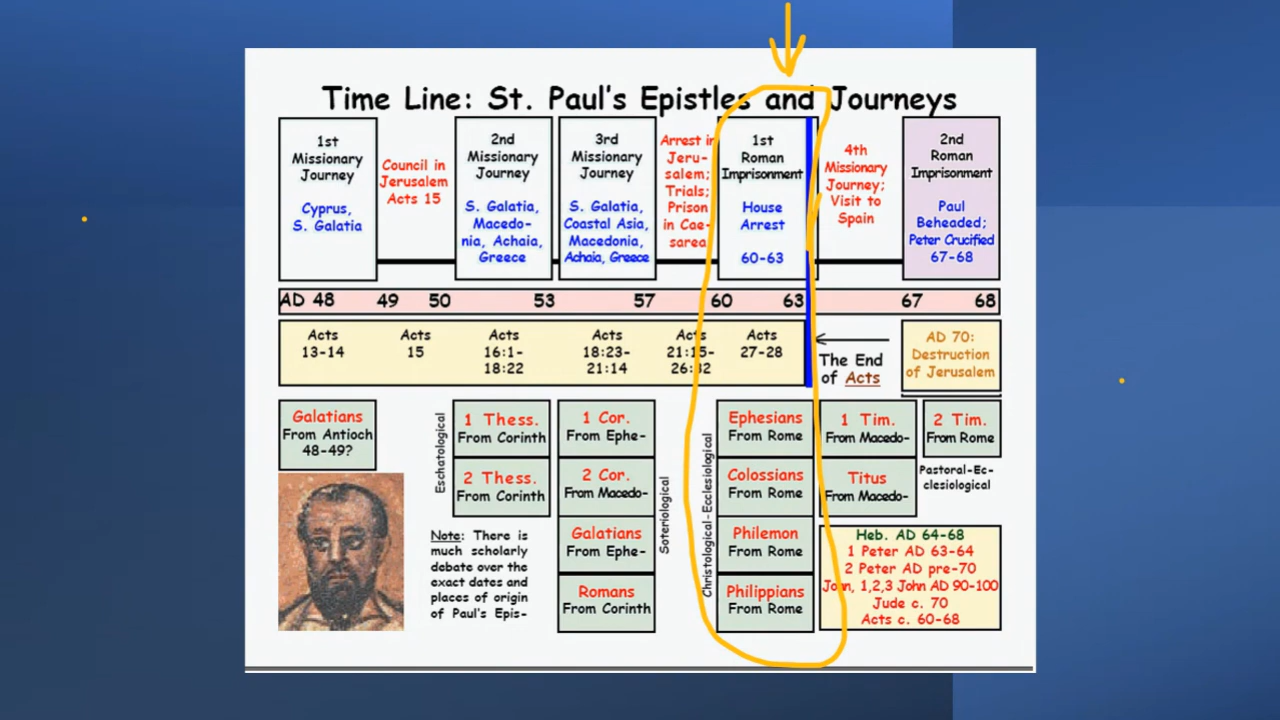 Time Line: St. Paul's Epistles and Journeys
1st
Missionary
Journey
Cyprus,
S. Galatia
Council in
Jerusalem
Acts 15
2nd
Missionary
Journey
S. Galatia,
Macedo-
nia, Achaia,
Greece
3rd
Missionary
Journey
S. Galatia,
Coastal Asia,
Macedonia,
Achaia, Greece
Arrest in
Jeru-
salem;
Trials;
Prison
in Cae-
sarea
1st
Roman
Imprisonment
House
Arrest
60-63
4th
Missionary
Journey;
Visit to
Spain
2nd
Roman
Imprisonment
Paul
Beheaded;
Peter Crucified
67-68
AD 48 49 50 53 57 60 63 67 68
Acts
13-14
Acts
15
Acts
16:1-
18:22
Acts
18:23-
21:14
Acts
21:15-
26:32
Acts
27-28
The End
of Acts
AD 70:
Destruction
of Jerusalem
Galatians
From Antioch
48-49?
Eschatological
1 Thess.
From Corinth
2 Thess.
From Corinth
1 Cor.
From Ephe-
2 Cor.
From Macedo-
Galatians
From Ephe-
Romans
From Corinth
Soteriological
Christological-Ecclesiological
Ephesians
From Rome
Colossians
From Rome
Philemon
From Rome
Philippians
From Rome
1 Tim.
From Macedo-
Titus
From Macedo-
2 Tim.
From Rome
Pastoral-Ec-
clesiological
Note: There is
much scholarly
debate over the
exact dates and
places of origin
of Paul's Epis-
Heb. AD 64-68
1 Peter AD 63-64
2 Peter AD pre-70
John, 1,2,3 John AD 90-100
Jude c. 70
Acts c. 60-68